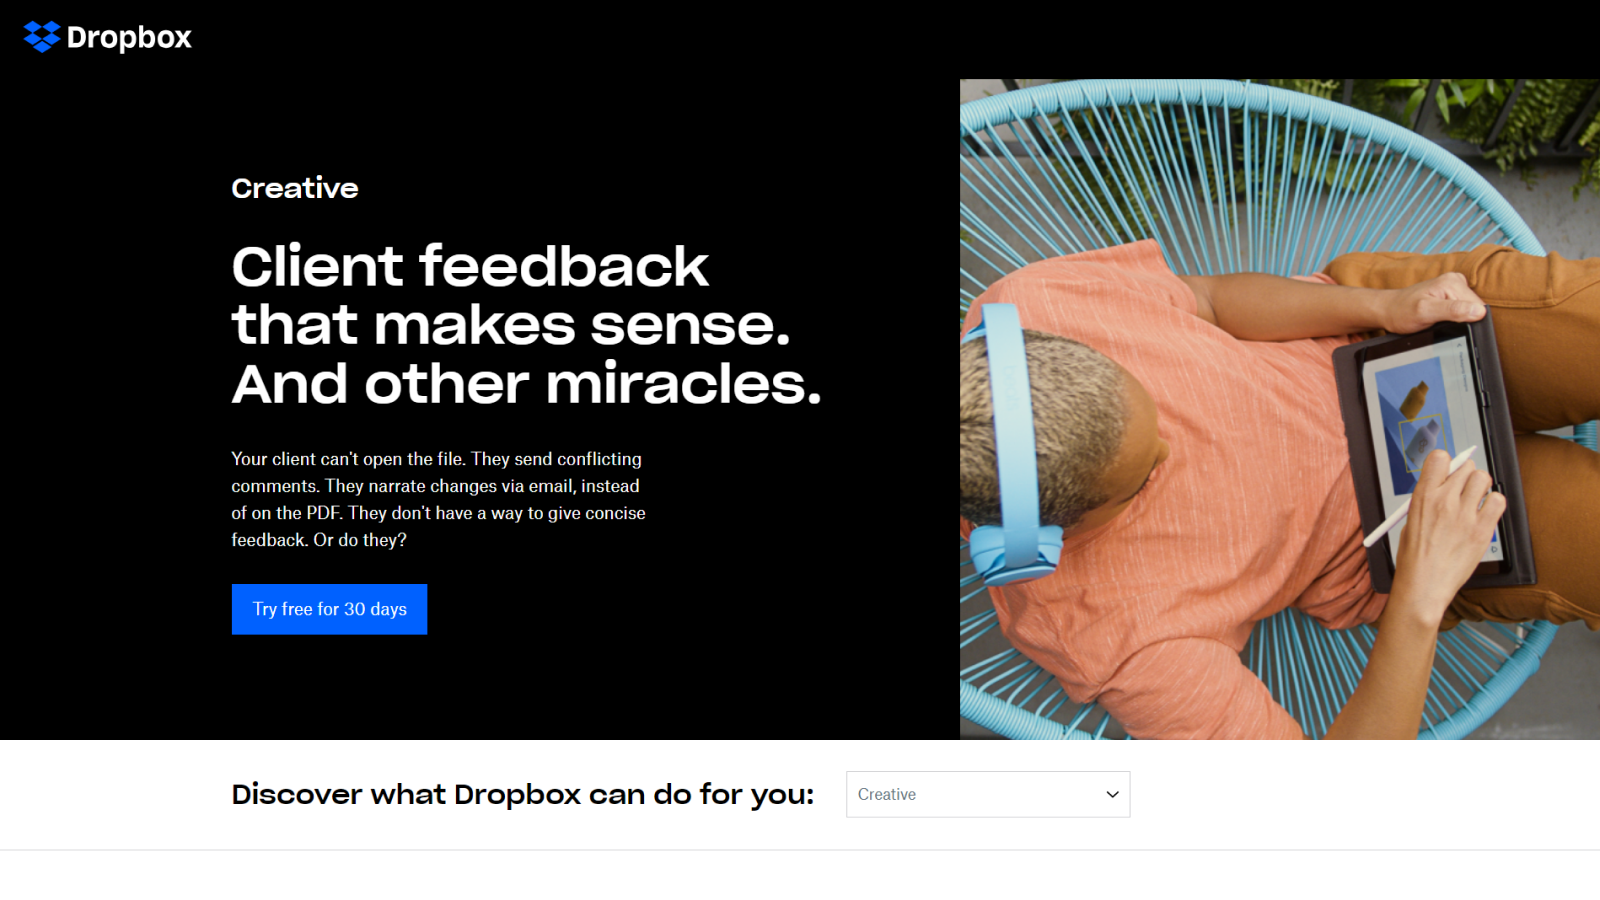 Dropbox
Creative
Client feedback
that makes sense.
And other miracles.
Your client can't open the file. They send conflicting
comments. They narrate changes via email, instead
of on the PDF. They don't have a way to give concise
feedback. Or do they?
Try free for 30 days
Discover what Dropbox can do for you:
Creative